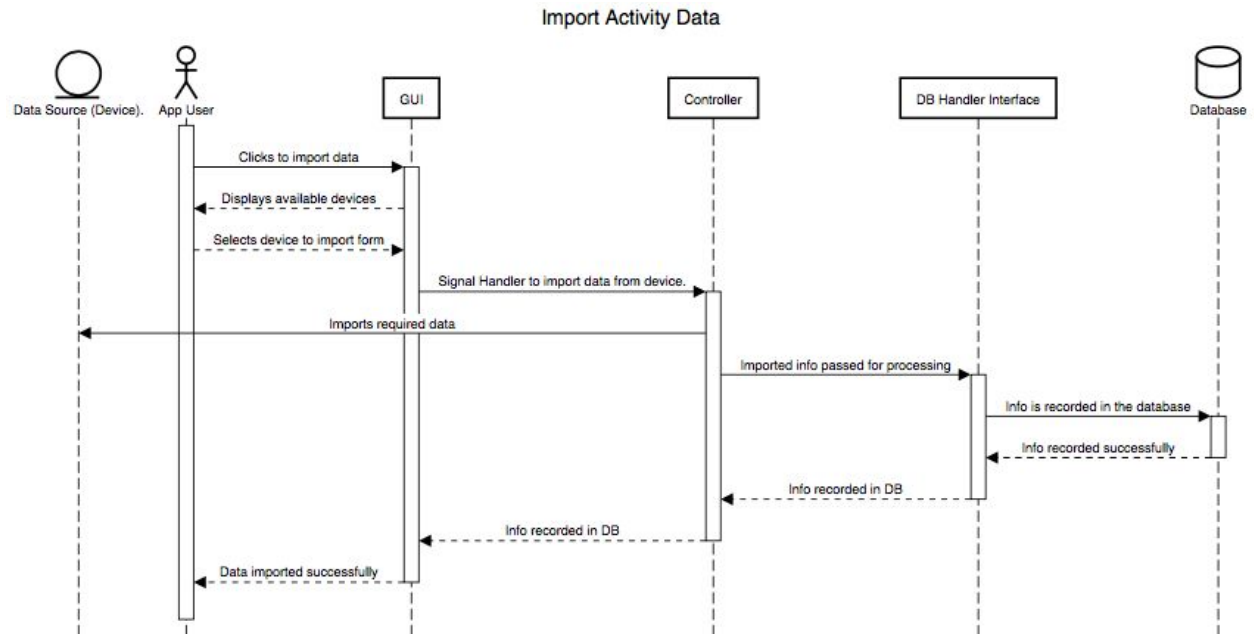 Import Activity Data
Data Source (Device).
App User
GUI
Controller
DB Handler Interface
Database
Clicks to import data
Displays available devices
Selects device to import form
Signal Handler to import data from device.
Imports required data
Imported info passed for processing
Info is recorded in the database
Info recorded successfully
Info recorded in DB
Info recorded in DB
Data imported successfully